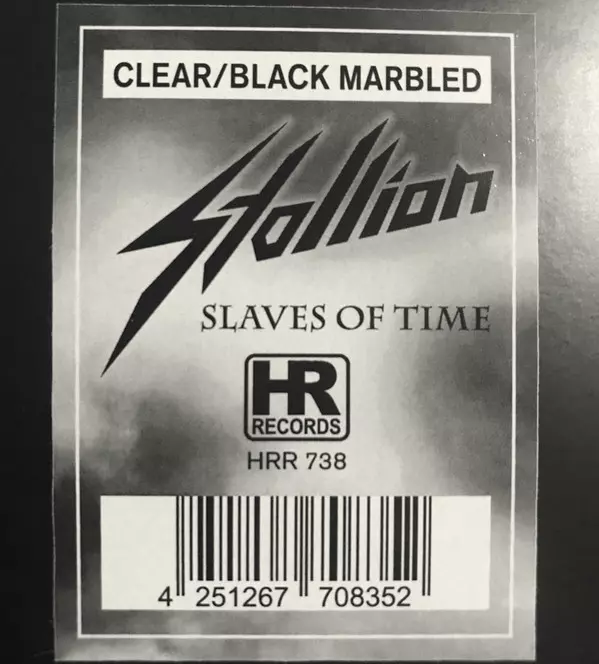 CLEAR/BLACK MARBLED
Stallion
SLAVES OF TIME
HR
RECORDS
HRR 738
4 251267 708352